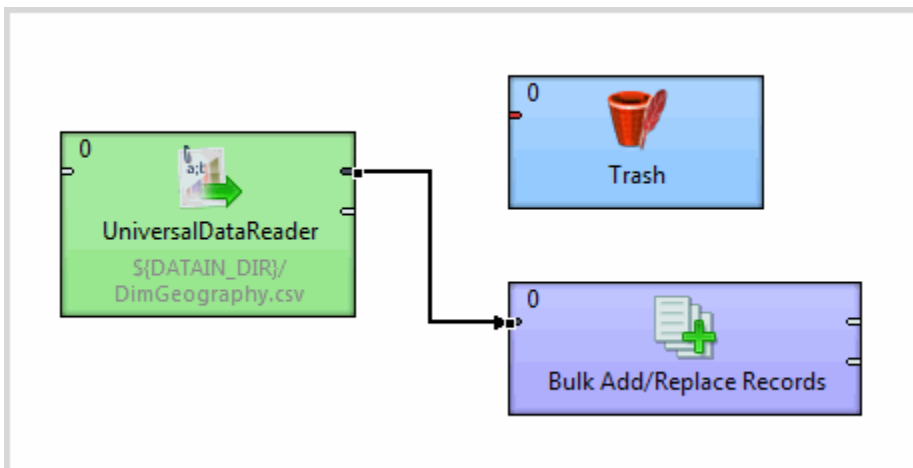 0
a;b
UniversalDataReader
${DATAIN_DIR}/
DimGeography.csv
0
Trash
0
Bulk Add/Replace Records